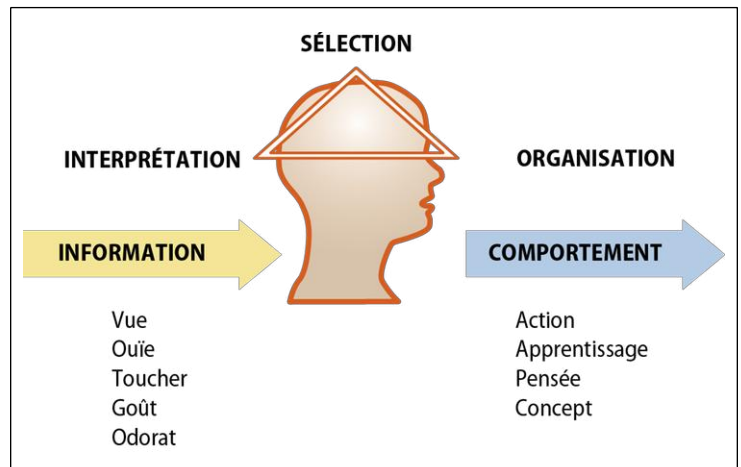 SÉLECTION
INTERPRÉTATION
ORGANISATION
INFORMATION
COMPORTEMENT
Vue
Ouïe
Toucher
Goût
Odorat
Action
Apprentissage
Pensée
Concept